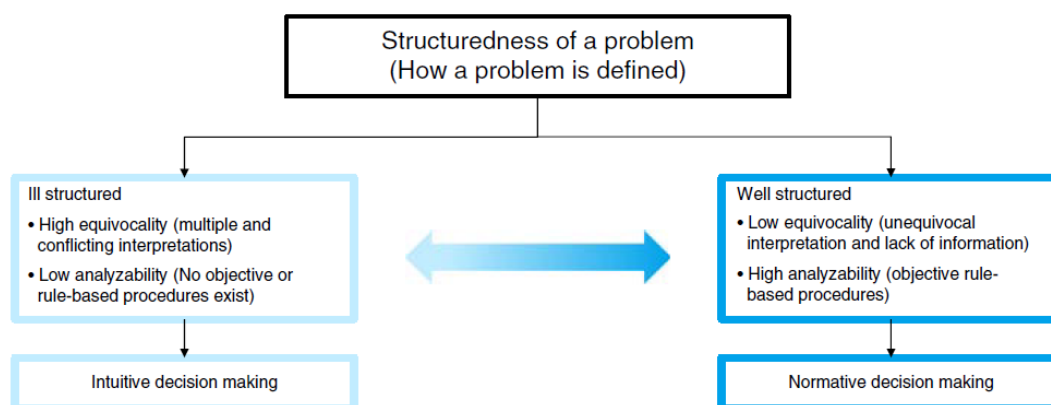 Structuredness of a problem
(How a problem is defined)
Ill structured
• High equivocality (multiple and
conflicting interpretations)
• Low analyzability (No objective or
rule-based procedures exist)
Well structured
• Low equivocality (unequivocal
interpretation and lack of information)
• High analyzability (objective rule-
based procedures)
Intuitive decision making
Normative decision making